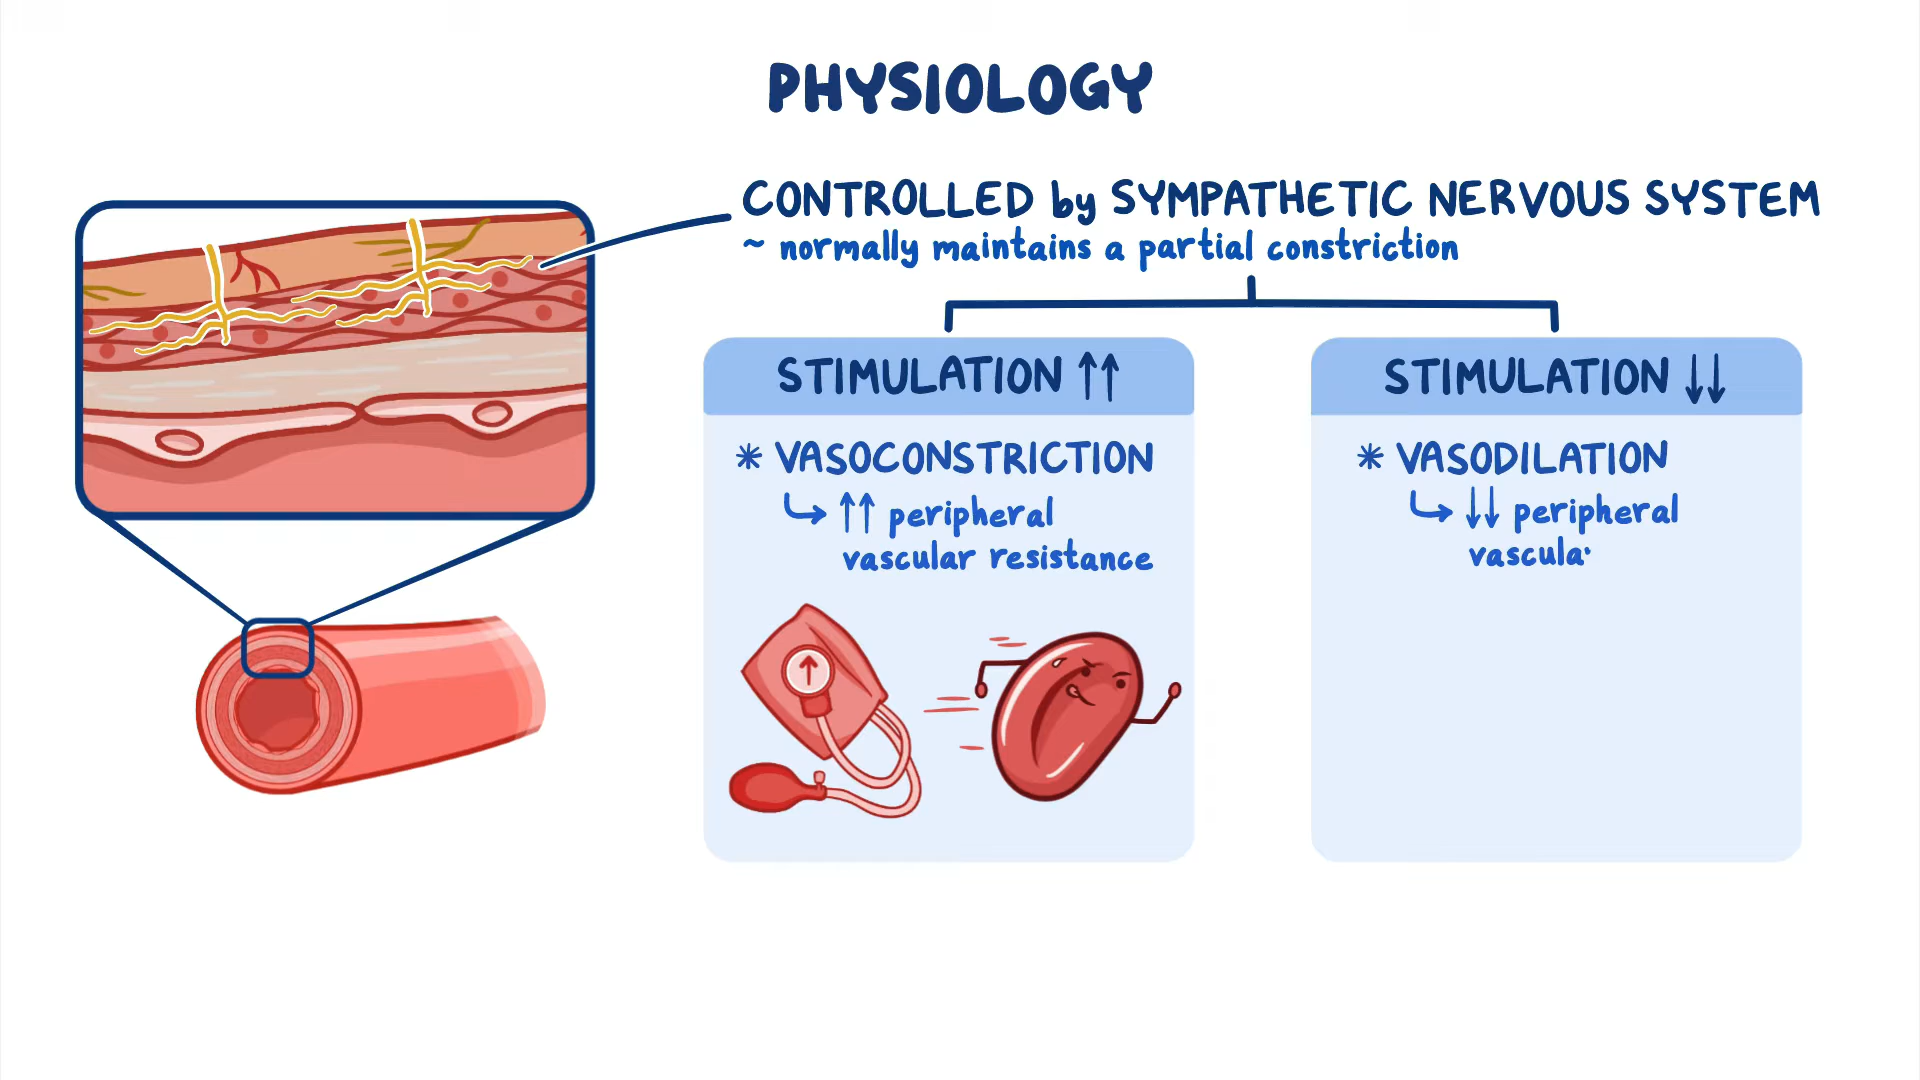 PHYSIOLOGY
CONTROLLED by SYMPATHETIC NERVOUS SYSTEM
~ normally maintains a partial constriction
STIMULATION ↑↑
* VASOCONSTRICTION
↳ ↑↑ peripheral
vascular resistance
STIMULATION ↓↓
* VASODILATION
↳ ↓↓ peripheral
vascula